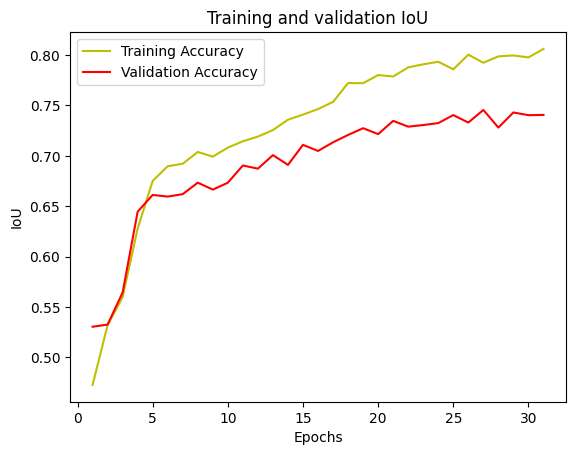 Training and validation IoU
Training Accuracy
Validation Accuracy
IoU
0.80
0.75
0.70
0.65
0.60
0.55
0.50
0 5 10 15 20 25 30
Epochs